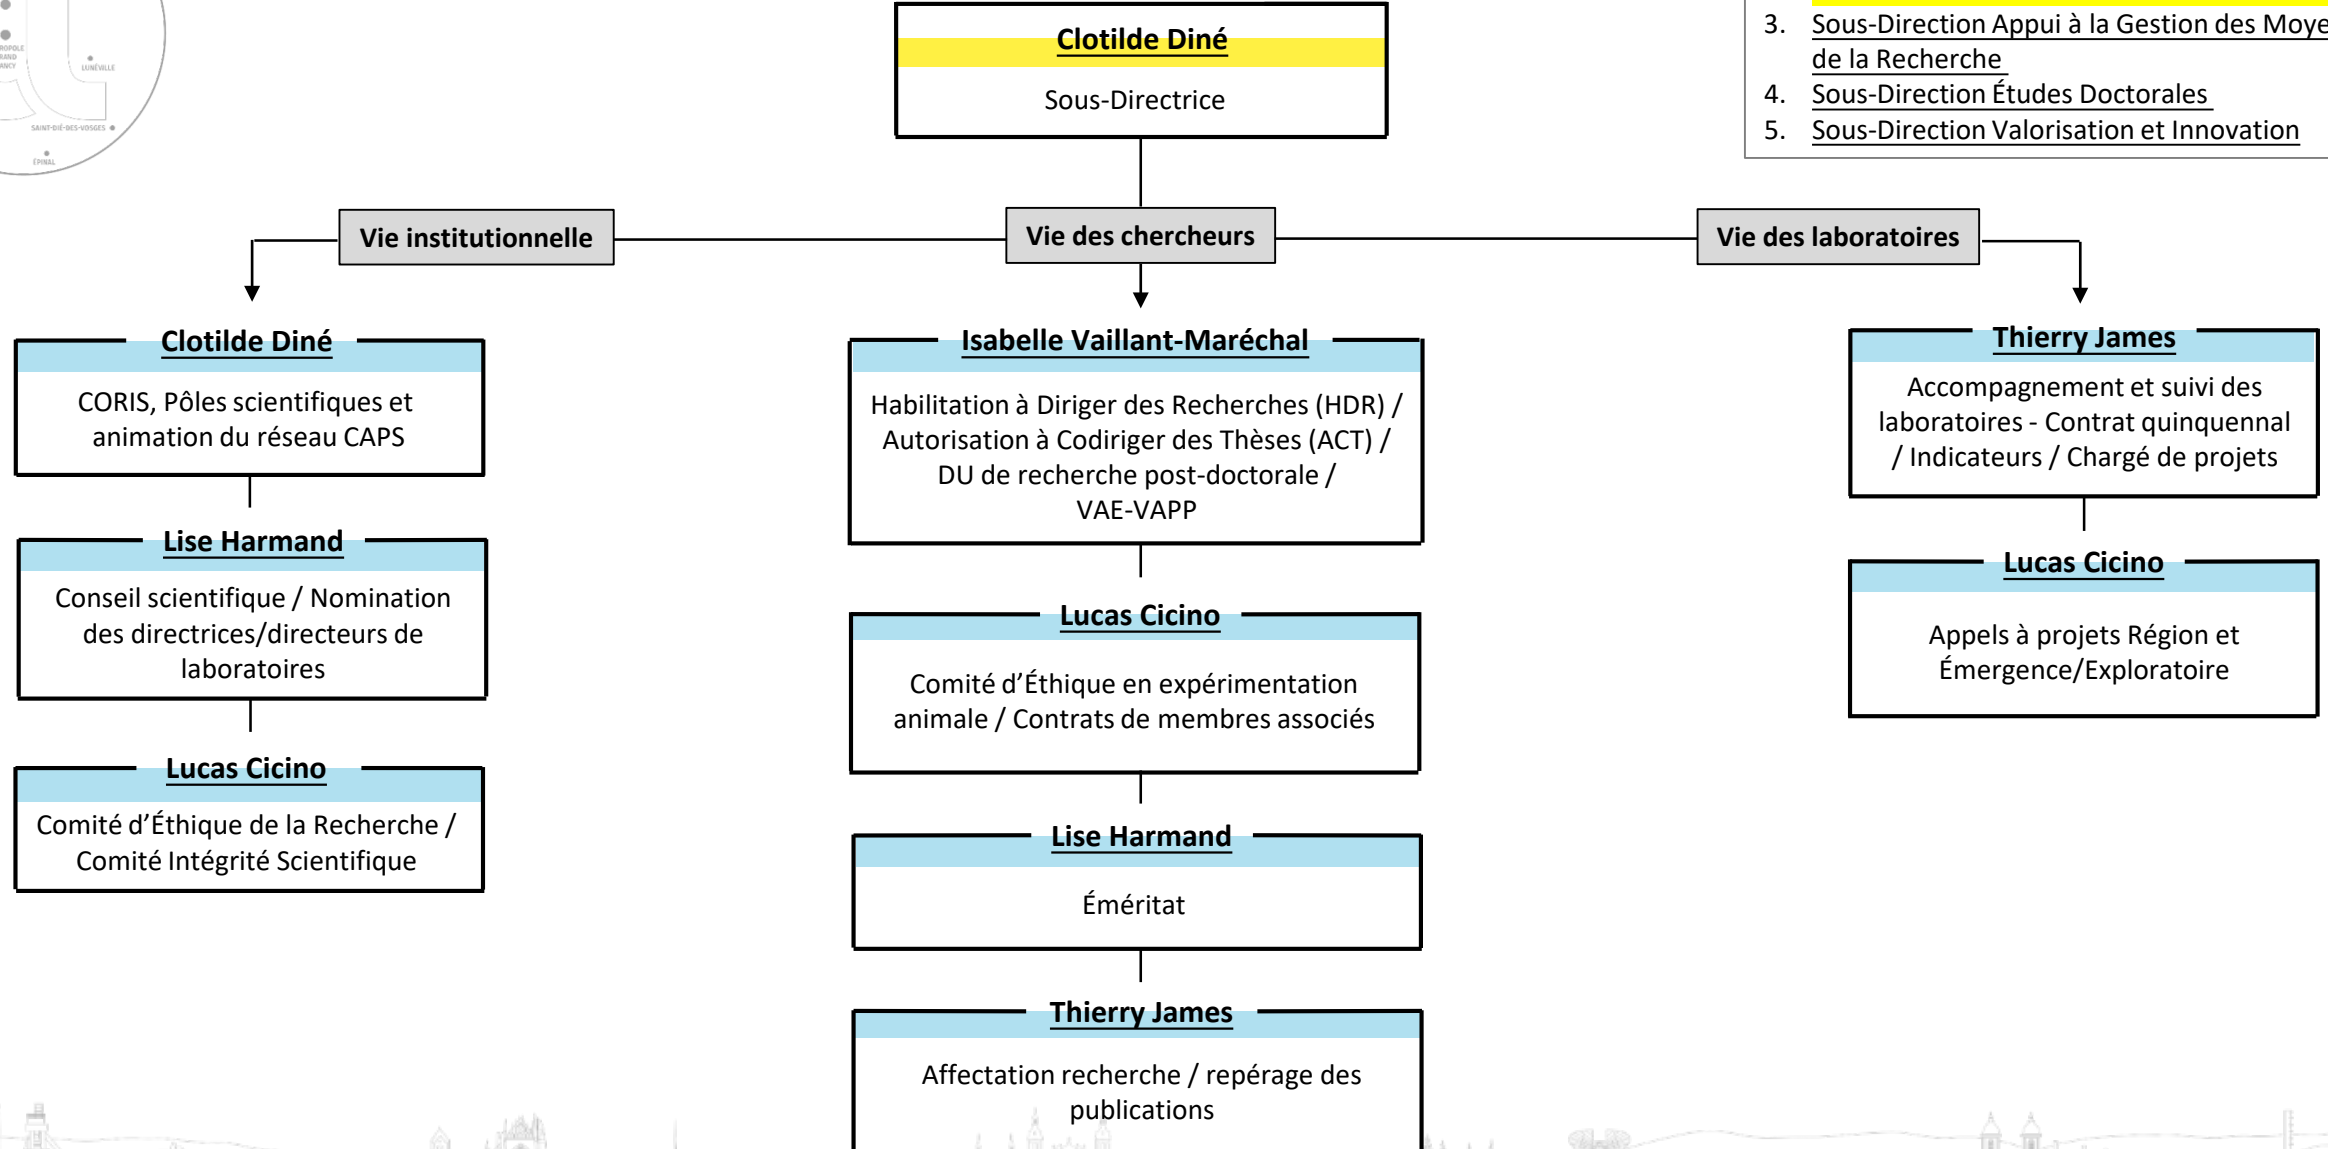 LUNÉVILLE
SAINT-DIÉ-DES-VOSGES
ÉPINAL
Clotilde Diné
Sous-Directrice
3. Sous-Direction Appui à la Gestion des Moye
de la Recherche
4. Sous-Direction Études Doctorales
5. Sous-Direction Valorisation et Innovation
Vie institutionnelle
Vie des chercheurs
Vie des laboratoires
Clotilde Diné
CORIS, Pôles scientifiques et
animation du réseau CAPS
Lise Harmand
Conseil scientifique / Nomination
des directrices/directeurs de
laboratoires
Lucas Cicino
Comité d’Éthique de la Recherche /
Comité Intégrité Scientifique
Isabelle Vaillant-Maréchal
Habilitation à Diriger des Recherches (HDR) /
Autorisation à Codiriger des Thèses (ACT) /
DU de recherche post-doctorale /
VAE-VAPP
Lucas Cicino
Comité d’Éthique en expérimentation
animale / Contrats de membres associés
Lise Harmand
Éméritat
Thierry James
Affectation recherche / repérage des
publications
Thierry James
Accompagnement et suivi des
laboratoires - Contrat quinquennal
/ Indicateurs / Chargé de projets
Lucas Cicino
Appels à projets Région et
Émergence/Exploratoire